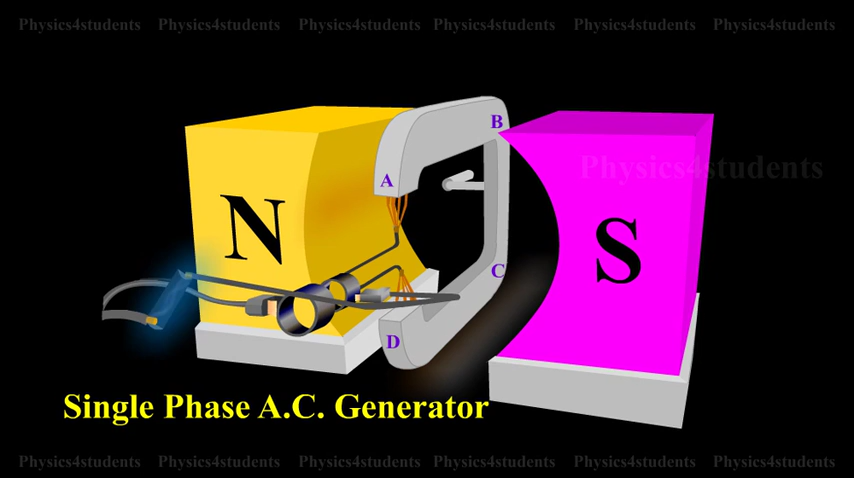 Physics4students Physics4students Physics4students Physics4students Physics4students Physics4students
B
A
Physics4students
N
S
C
D
Single Phase A.C. Generator
Physics4students Physics4students Physics4students Physics4students Physics4students Physics4students